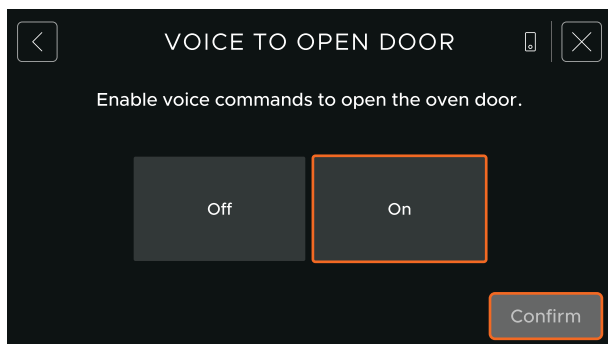 VOICE TO OPEN DOOR
Enable voice commands to open the oven door.
Off
On
Confirm